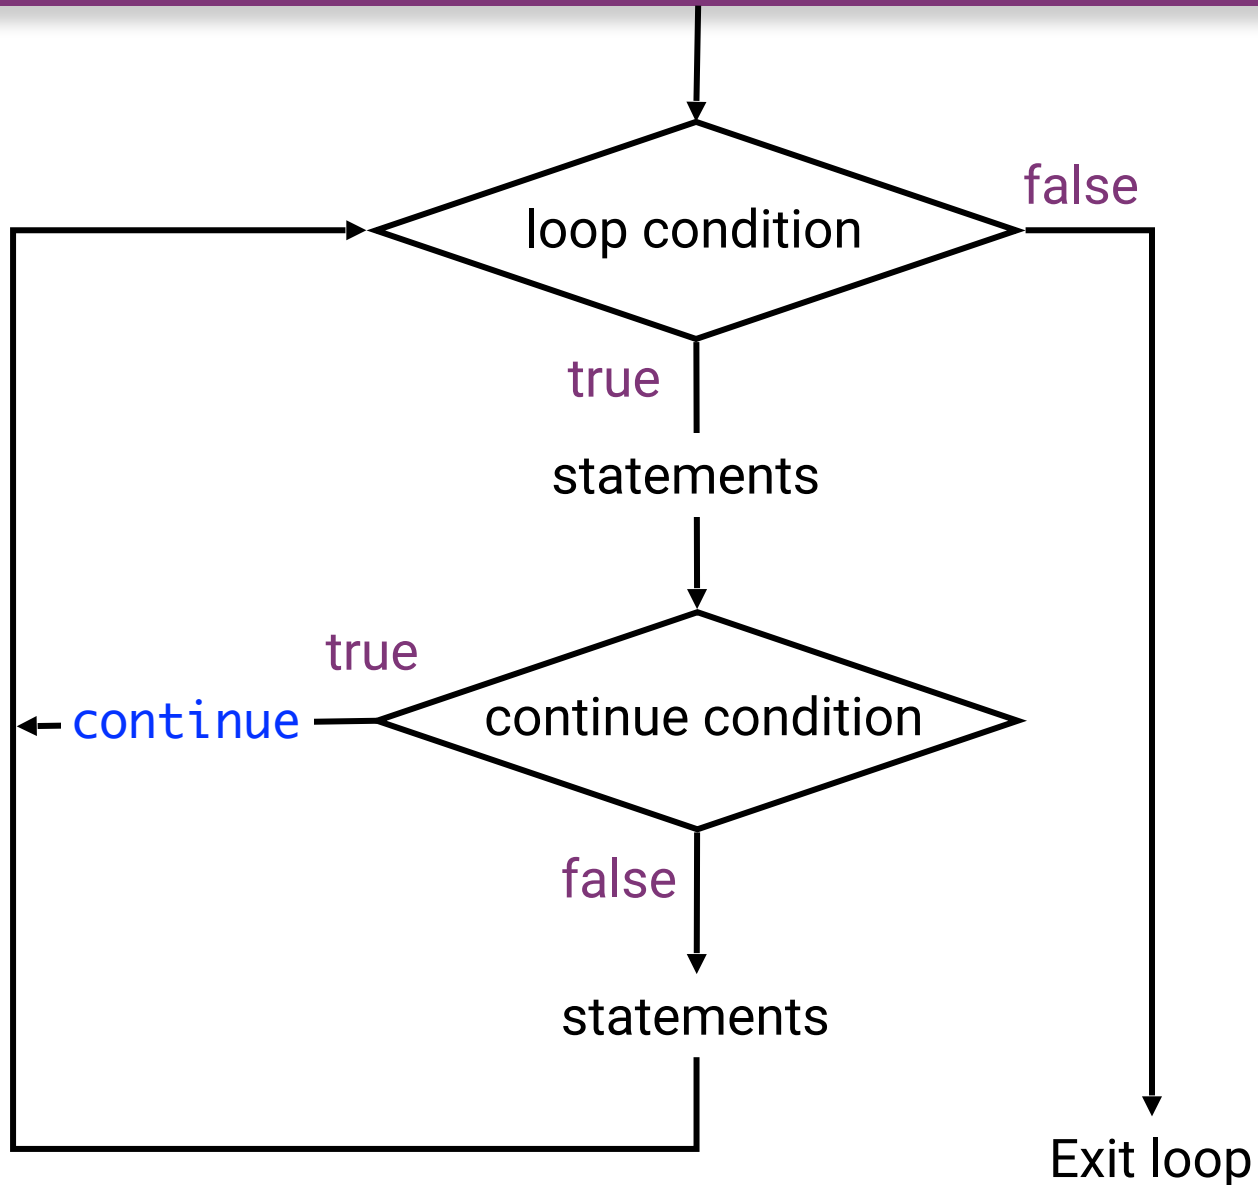 false
loop condition
true
statements
true
continue
continue condition
false
statements
Exit loop